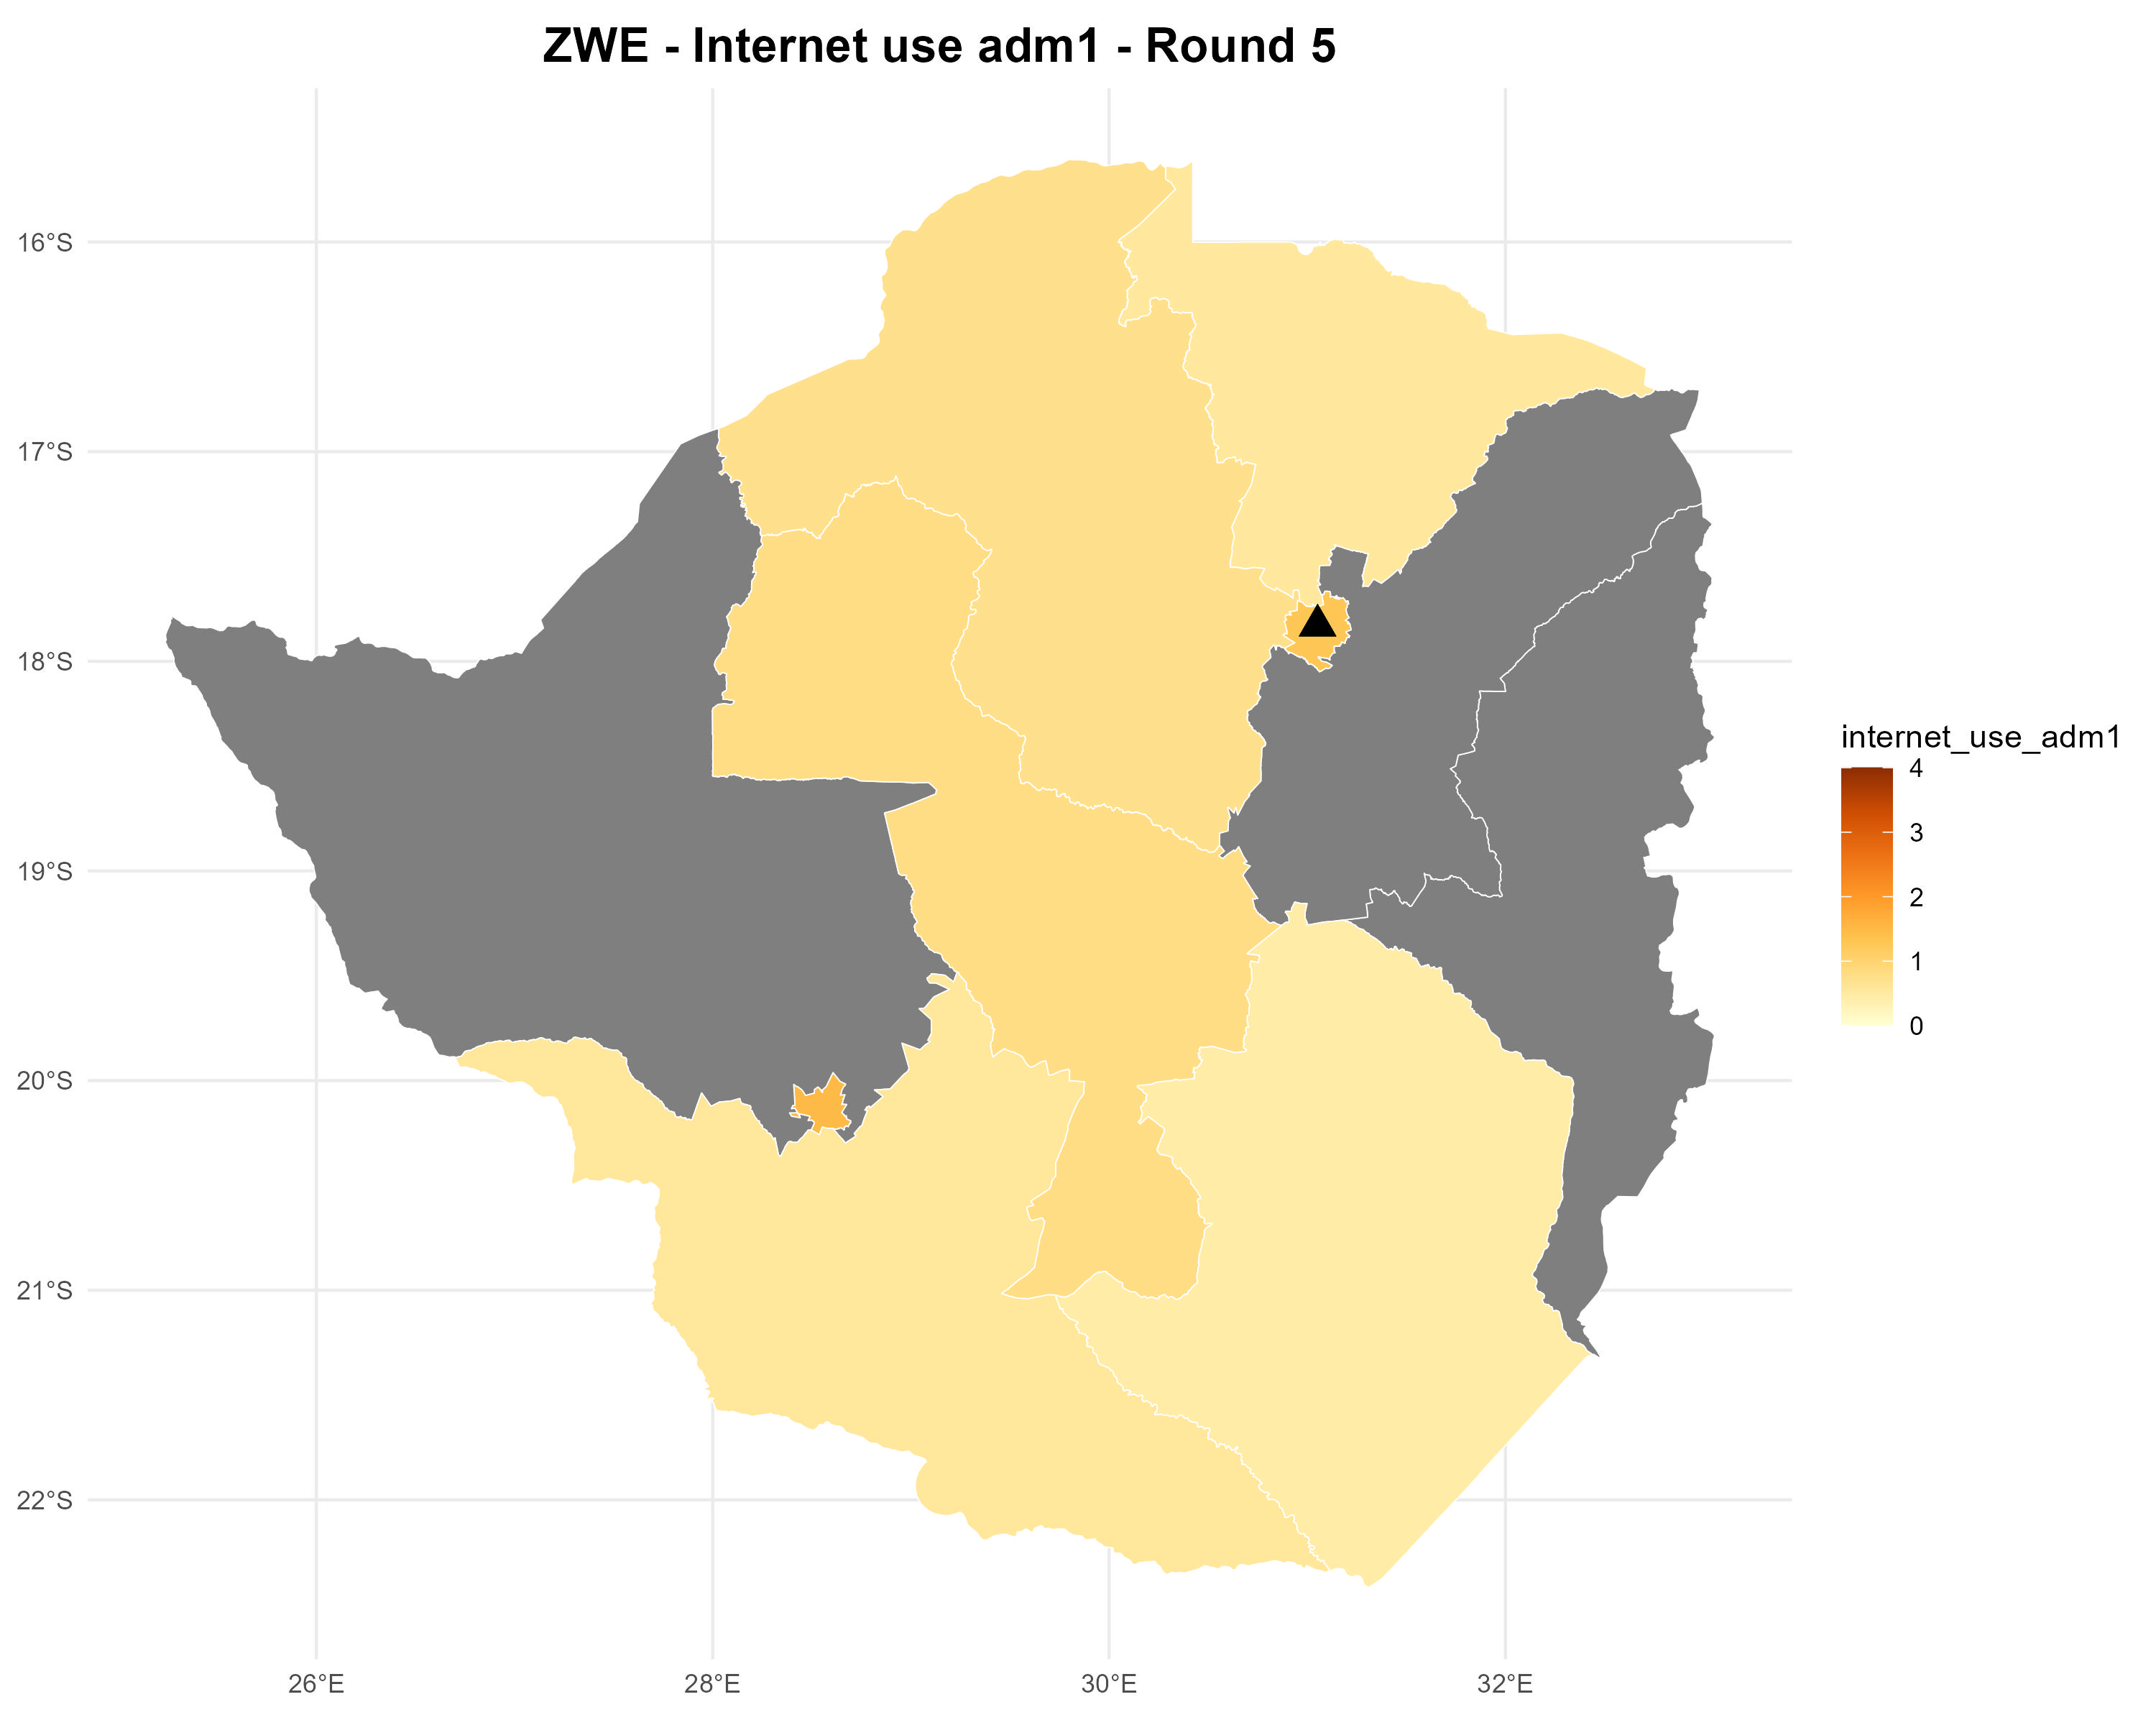 ZWE - Internet use adm1 - Round 5
16°S
17°S
18°S
19°S
20°S
21°S
22°S
26°E
28°E
30°E
32°E
internet_use_adm1
4
3
2
1
0